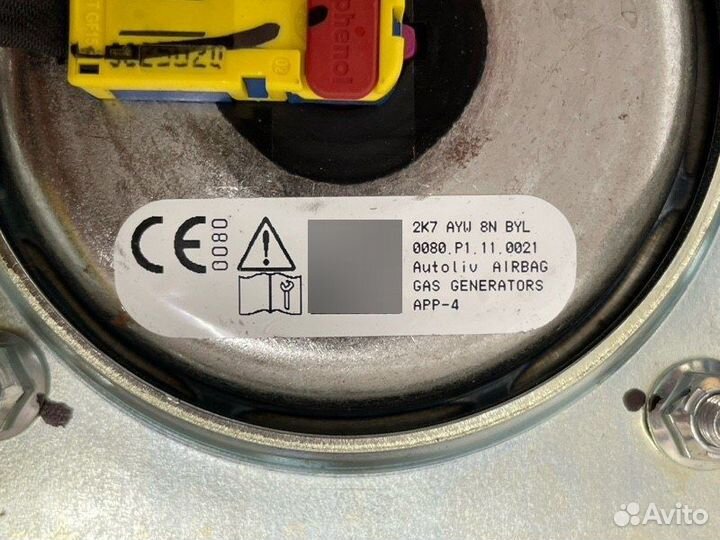 phenol
CE
0080
2K7 AYW 8N BYL
0080.P1.11.0021
Autoliv AIRBAG
GAS GENERATORS
APP-4
Avito